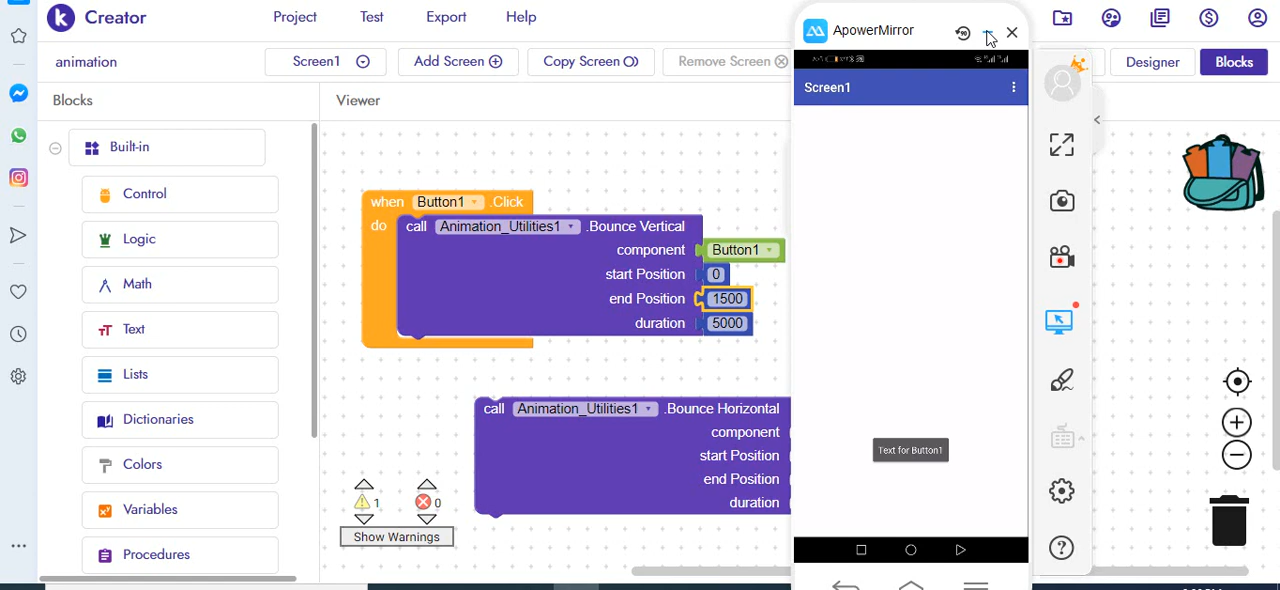 Creator
Project
Test
Export
Help
ApowerMirror
animation
Screen1
Add Screen
Copy Screen
Remove Screen
Designer
Blocks
Blocks
Viewer
Screen1
Built-in
Control
Logic
Math
Text
Lists
Dictionaries
Colors
Variables
Procedures
when Button1 .Click
do call Animation_Utilities1 .Bounce Vertical
component Button1
start Position 0
end Position 1500
duration 5000
call Animation_Utilities1 .Bounce Horizontal
component
start Position
end Position
duration
1 0
Show Warnings
Text for Button1